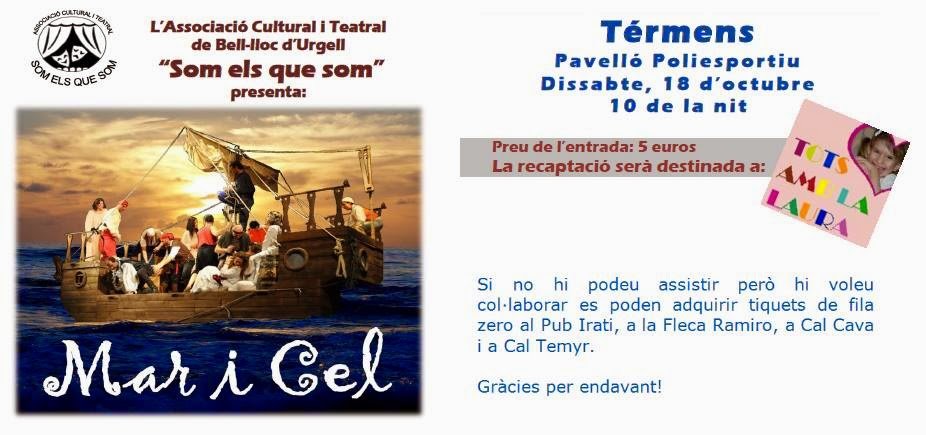 ASSOCIACIÓ CULTURAL I TEATRAL
SOM ELS QUE SOM
L'Associació Cultural i Teatral
de Bell-lloc d'Urgell
"Som els que som"
presenta:
Mar i Cel
Térmens
Pavelló Poliesportiu
Dissabte, 18 d'octubre
10 de la nit
Preu de l'entrada: 5 euros
La recaptació serà destinada a:
TOTS
AMB LA
LAURA
Si no hi podeu assistir però hi voleu
col·laborar es poden adquirir tiquets de fila
zero al Pub Irati, a la Fleca Ramiro, a Cal Cava
i a Cal Temyr.
Gràcies per endavant!